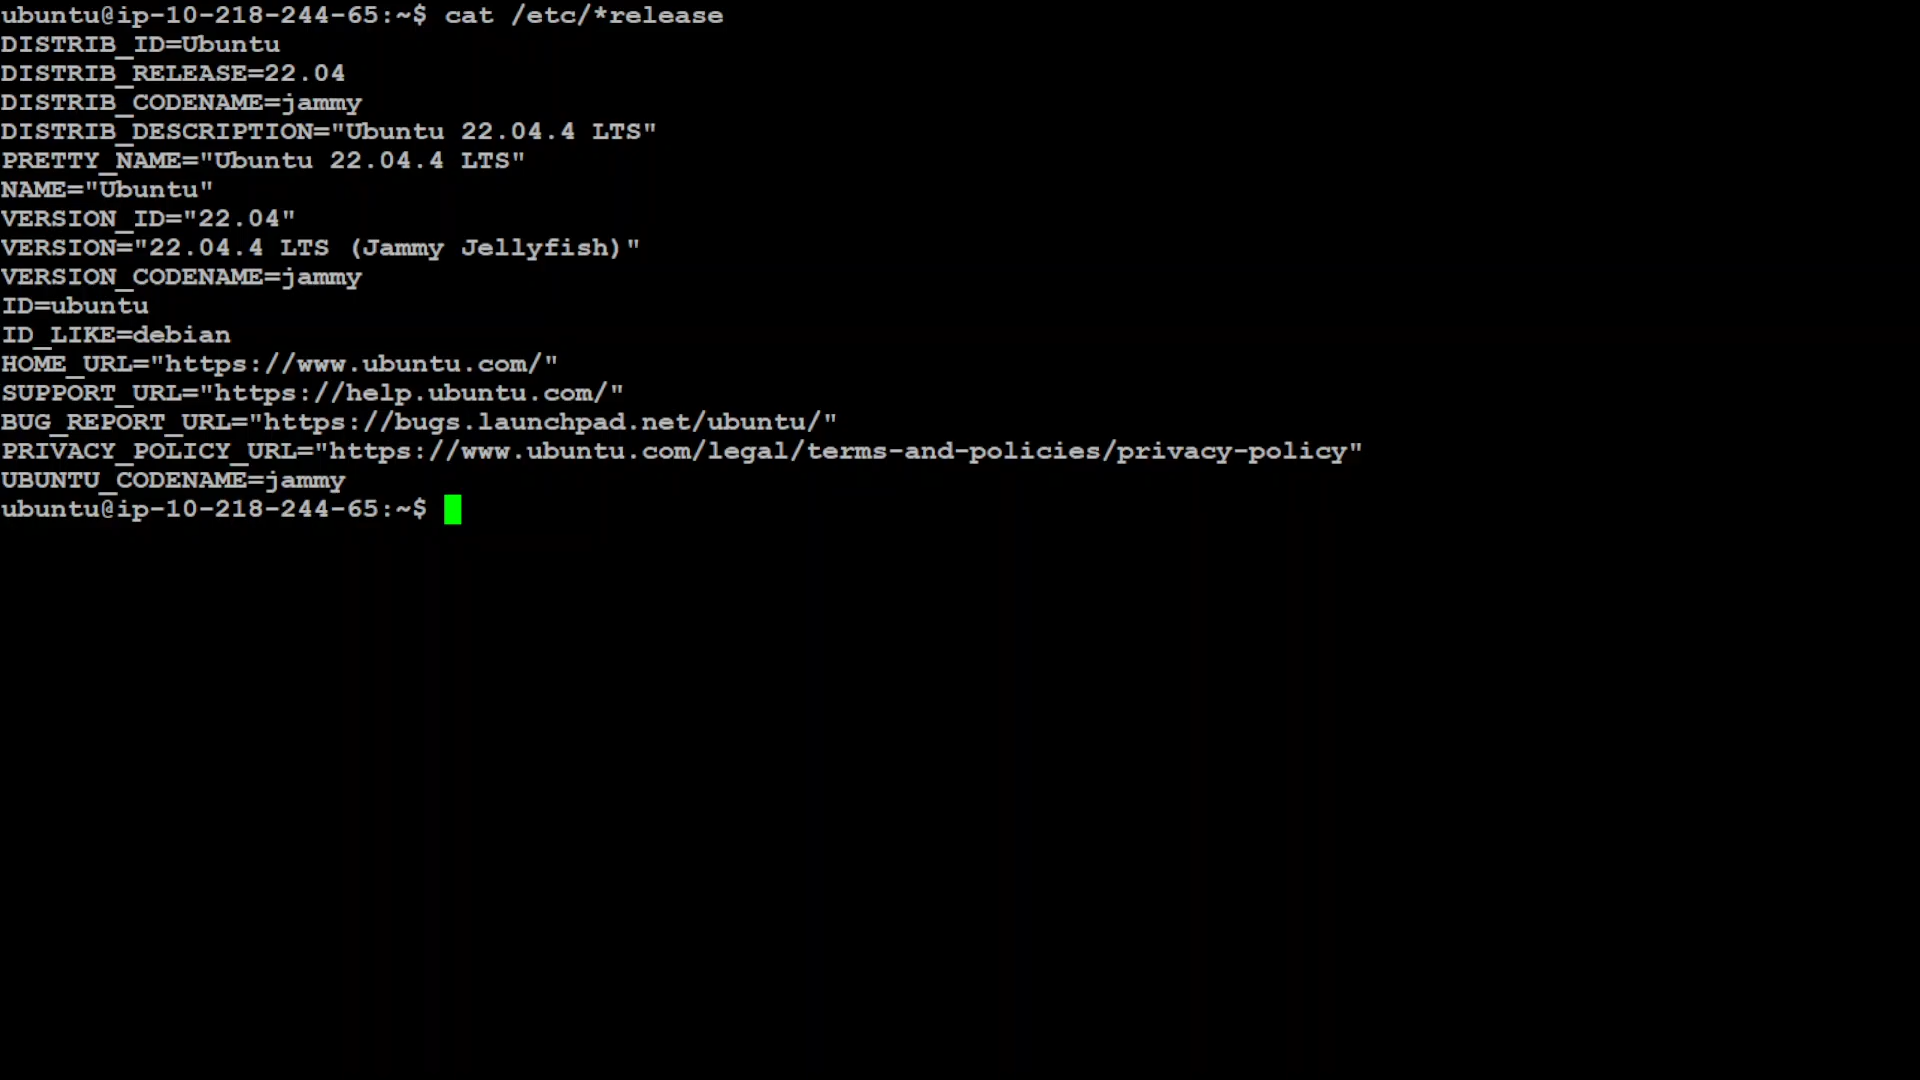 ubuntu@ip-10-218-244-65:~$ cat /etc/*release
DISTRIB_ID=Ubuntu
DISTRIB_RELEASE=22.04
DISTRIB_CODENAME=jammy
DISTRIB_DESCRIPTION="Ubuntu 22.04.4 LTS"
PRETTY_NAME="Ubuntu 22.04.4 LTS"
NAME="Ubuntu"
VERSION_ID="22.04"
VERSION="22.04.4 LTS (Jammy Jellyfish)"
VERSION_CODENAME=jammy
ID=ubuntu
ID_LIKE=debian
HOME_URL="https://www.ubuntu.com/"
SUPPORT_URL="https://help.ubuntu.com/"
BUG_REPORT_URL="https://bugs.launchpad.net/ubuntu/"
PRIVACY_POLICY_URL="https://www.ubuntu.com/legal/terms-and-policies/privacy-policy"
UBUNTU_CODENAME=jammy
ubuntu@ip-10-218-244-65:~$